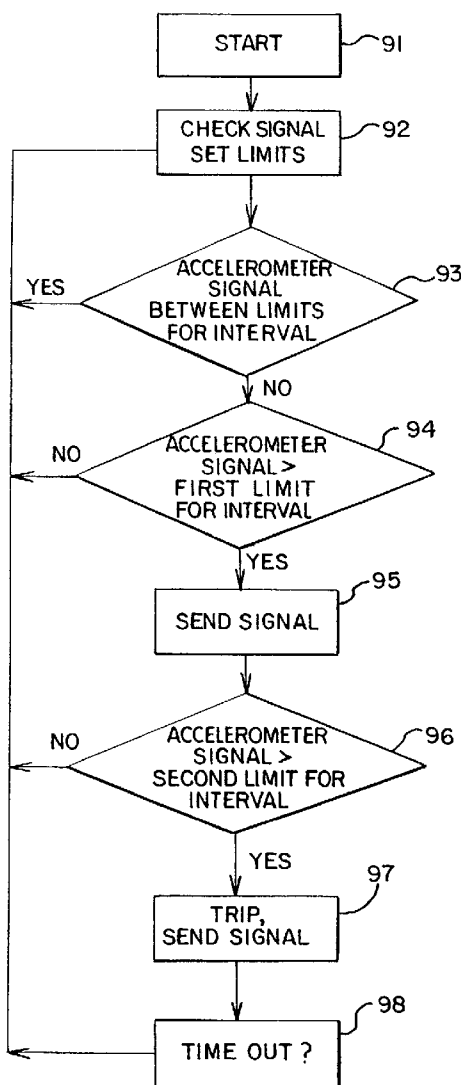 START
91
CHECK SIGNAL
SET LIMITS
92
ACCELEROMETER
SIGNAL
BETWEEN LIMITS
FOR INTERVAL
93
YES
NO
ACCELEROMETER
SIGNAL >
FIRST LIMIT
FOR INTERVAL
94
NO
YES
SEND SIGNAL
95
ACCELEROMETER
SIGNAL >
SECOND LIMIT FOR
INTERVAL
96
NO
YES
TRIP,
SEND SIGNAL
97
TIME OUT ?
98